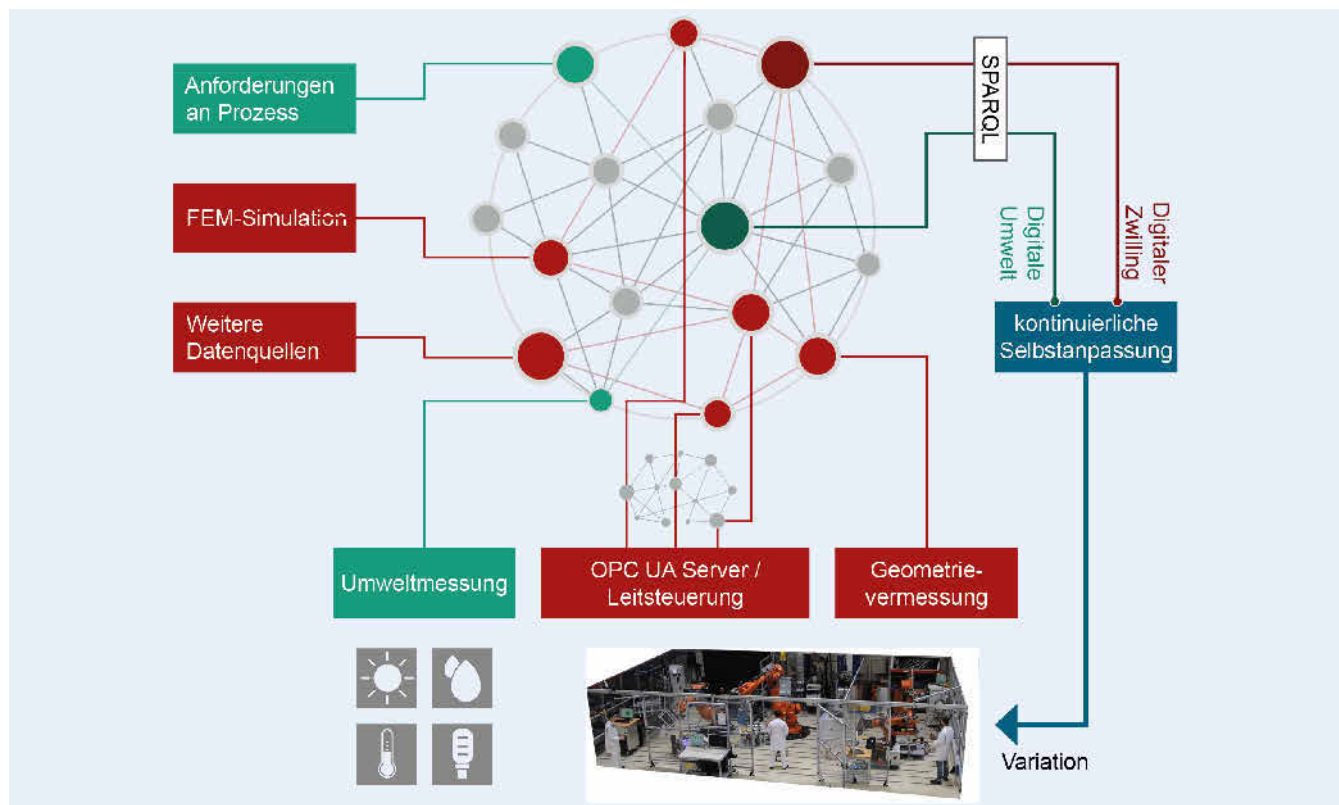 Anforderungen
an Prozess
FEM-Simulation
Weitere
Datenquellen
SPARQL
Digitale
Umwelt
Digitaler
Zwilling
kontinuierliche
Selbstanpassung
Umweltmessung
OPC UA Server /
Leitsteuerung
Geometrie-
vermessung
Variation